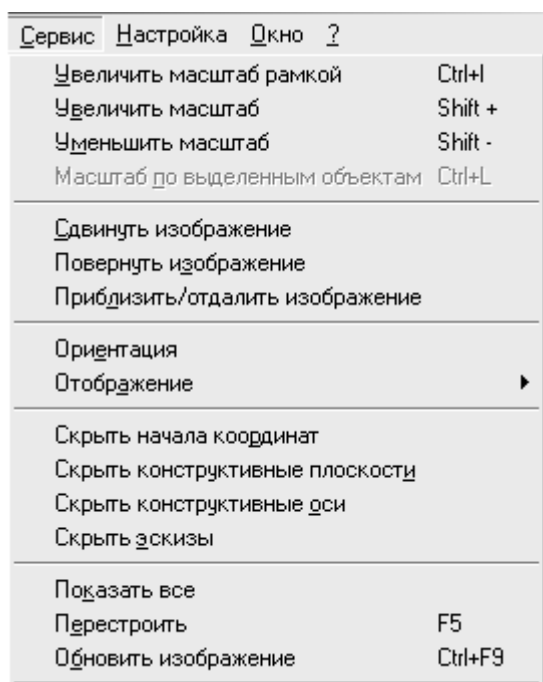 Сервис Настройка Окно ?
Увеличить масштаб рамкой Ctrl+I
Увеличить масштаб Shift +
Уменьшить масштаб Shift -
Масштаб по выделенным объектам Ctrl+L
Сдвинуть изображение
Повернуть изображение
Приблизить/отдалить изображение
Ориентация
Отображение
Скрыть начала координат
Скрыть конструктивные плоскости
Скрыть конструктивные оси
Скрыть эскизы
Показать все
Перестроить F5
Обновить изображение Ctrl+F9